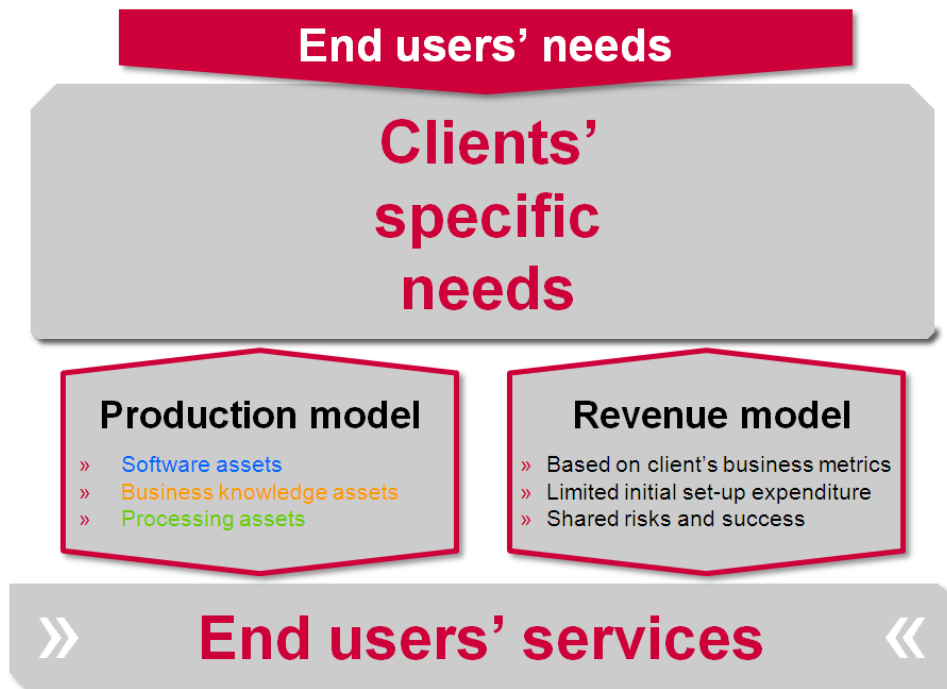 End users’ needs
Clients’
specific
needs
Production model
» Software assets
» Business knowledge assets
» Processing assets
Revenue model
» Based on client’s business metrics
» Limited initial set-up expenditure
» Shared risks and success
» End users’ services «